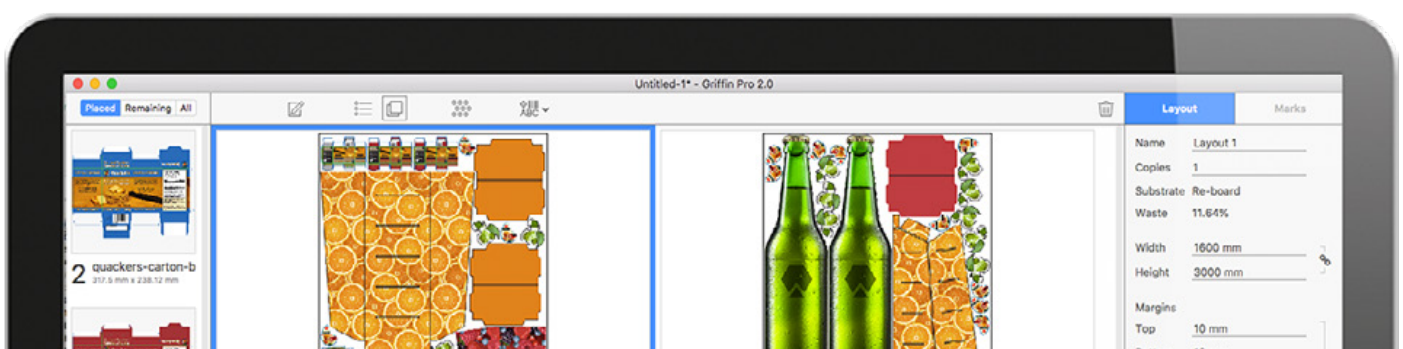 Untitled-1* - Griffin Pro 2.0
Placed Remaining All
ABC
Layout Marks
Name Layout 1
Copies 1
Substrate Re-board
Waste 11.64%
Width 1600 mm
Height 3000 mm
Margins
Top 10 mm
2 quackers-carton-b
317.5 mm x 238.12 mm